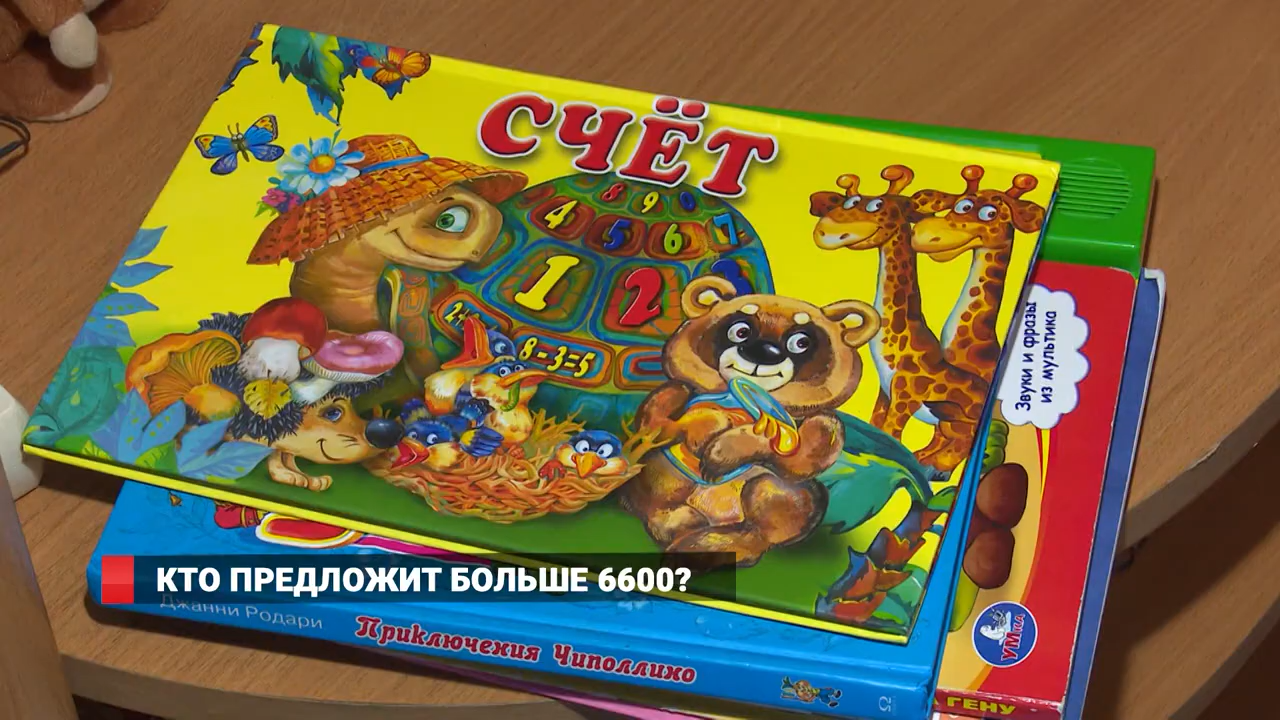 СЧЁТ
8 9 0
4 5 6 7
1 2 3
8-3=5
Звуки и фразы
из мультика
КТО ПРЕДЛОЖИТ БОЛЬШЕ 6600?
Джанни Родари
Приключения Чиполлино
УМка
ГЕНУ